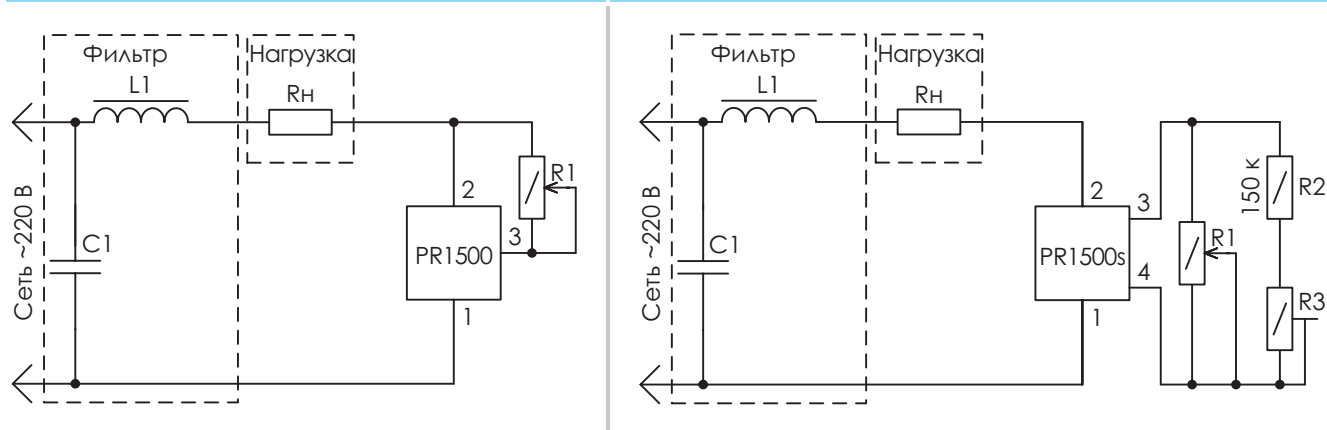 Фильтр
Нагрузка
L1
Rн
R1
2
3
PR1500
1
C1
Сеть ~220 В
Фильтр
Нагрузка
L1
Rн
2
3
150 к
R2
R1
PR1500s
4
R3
1
C1
Сеть ~220 В